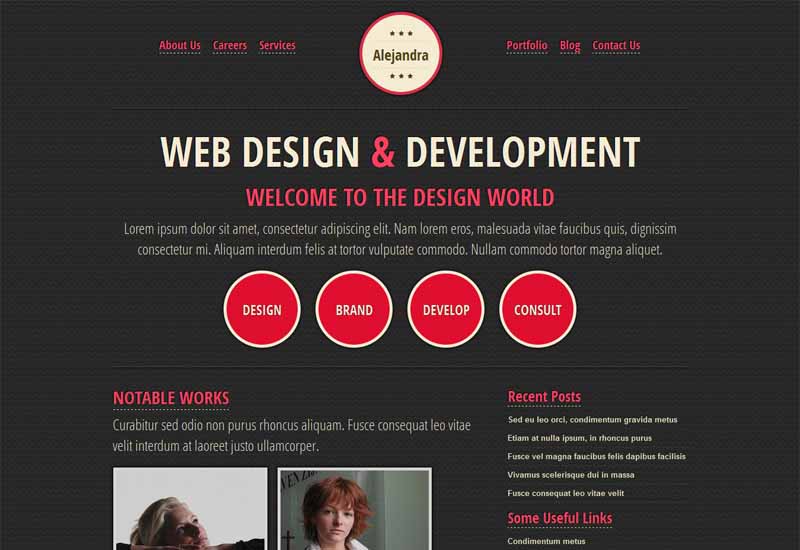 About Us Careers Services
Alejandra
Portfolio Blog Contact Us
WEB DESIGN & DEVELOPMENT
WELCOME TO THE DESIGN WORLD
Lorem ipsum dolor sit amet, consectetur adipiscing elit. Nam lorem eros, malesuada vitae faucibus quis, dignissim
consectetur mi. Aliquam interdum felis at tortor vulputate commodo. Nullam commodo tortor magna aliquet.
DESIGN BRAND DEVELOP CONSULT
NOTABLE WORKS
Curabitur sed odio non purus rhoncus aliquam. Fusce consequat leo vitae
velit interdum at laoreet justo ullamcorper.
Recent Posts
Sed eu leo orci, condimentum gravida metus
Etiam at nulla ipsum, in rhoncus purus
Fusce vel magna faucibus felis dapibus facilisis
Vivamus scelerisque dui in massa
Fusce consequat leo vitae velit
Some Useful Links
Condimentum metus